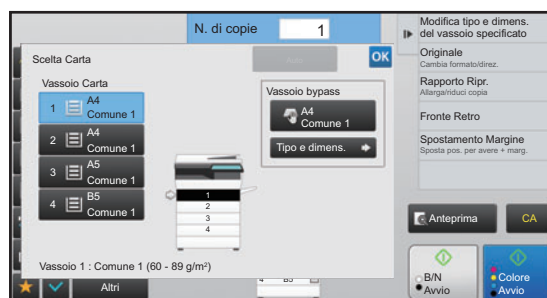 N. di copie 1
Scelta Carta
Auto
OK
Vassoio Carta
1 A4
Comune 1
2 A4
Comune 1
3 A5
Comune 1
4 B5
Comune 1
1
2
3
4
Vassoio bypass
A4
Comune 1
Tipo e dimens.
Vassoio 1 : Comune 1 (60 - 89 g/m²)
Altri
4 B5
Modifica tipo e dimens.
del vassoio specificato
Originale
Cambia formato/direz.
Rapporto Ripr.
Allarga/riduci copia
Fronte Retro
Spostamento Margine
Sposta pos. per avere + marg.
Anteprima
CA
B/N
Avvio
Colore
Avvio